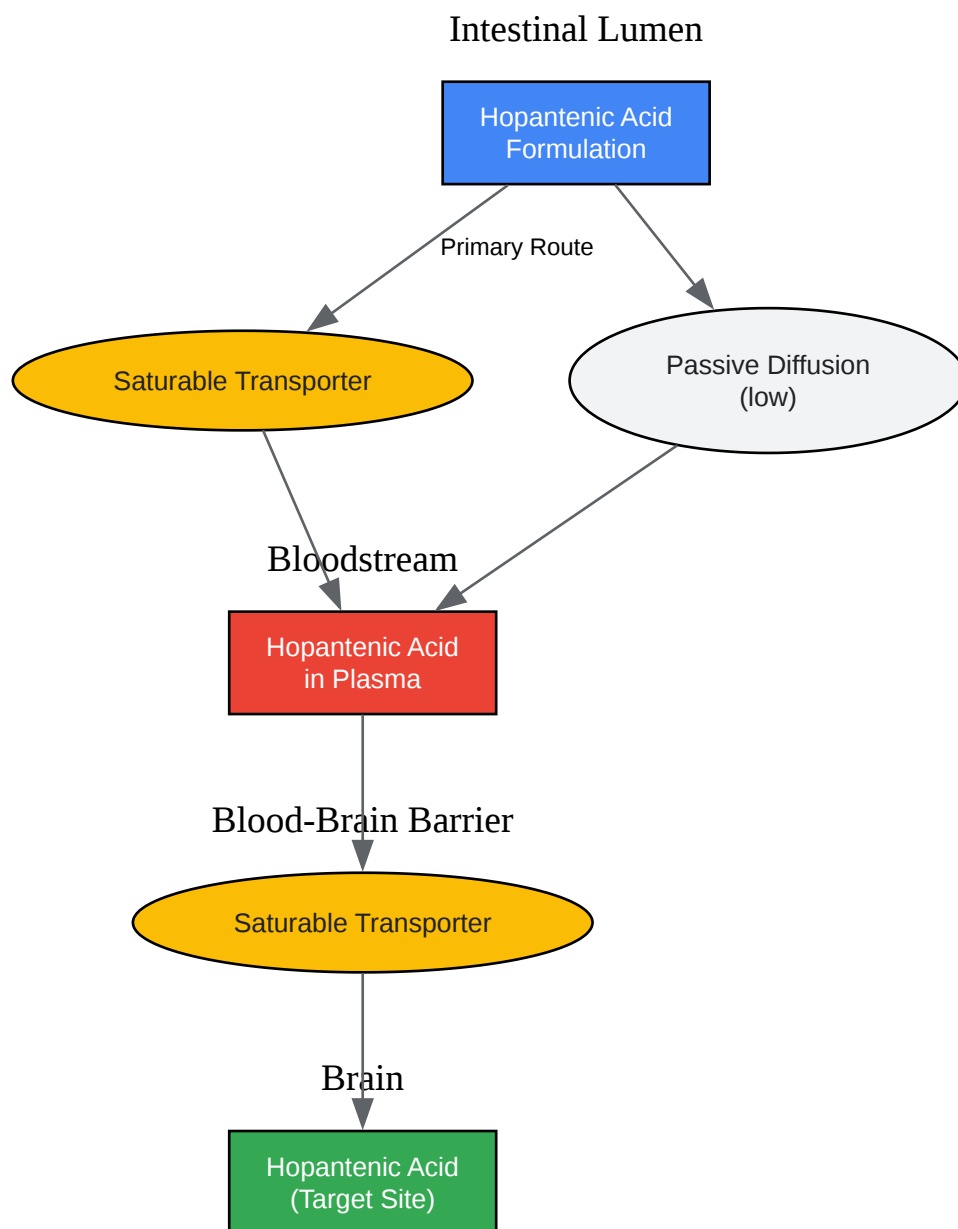 Intestinal Lumen
Hopantenic Acid
Formulation
Primary Route
Saturable Transporter
Passive Diffusion
(low)
Bloodstream
Hopantenic Acid
in Plasma
Blood-Brain Barrier
Saturable Transporter
Brain
Hopantenic Acid
(Target Site)